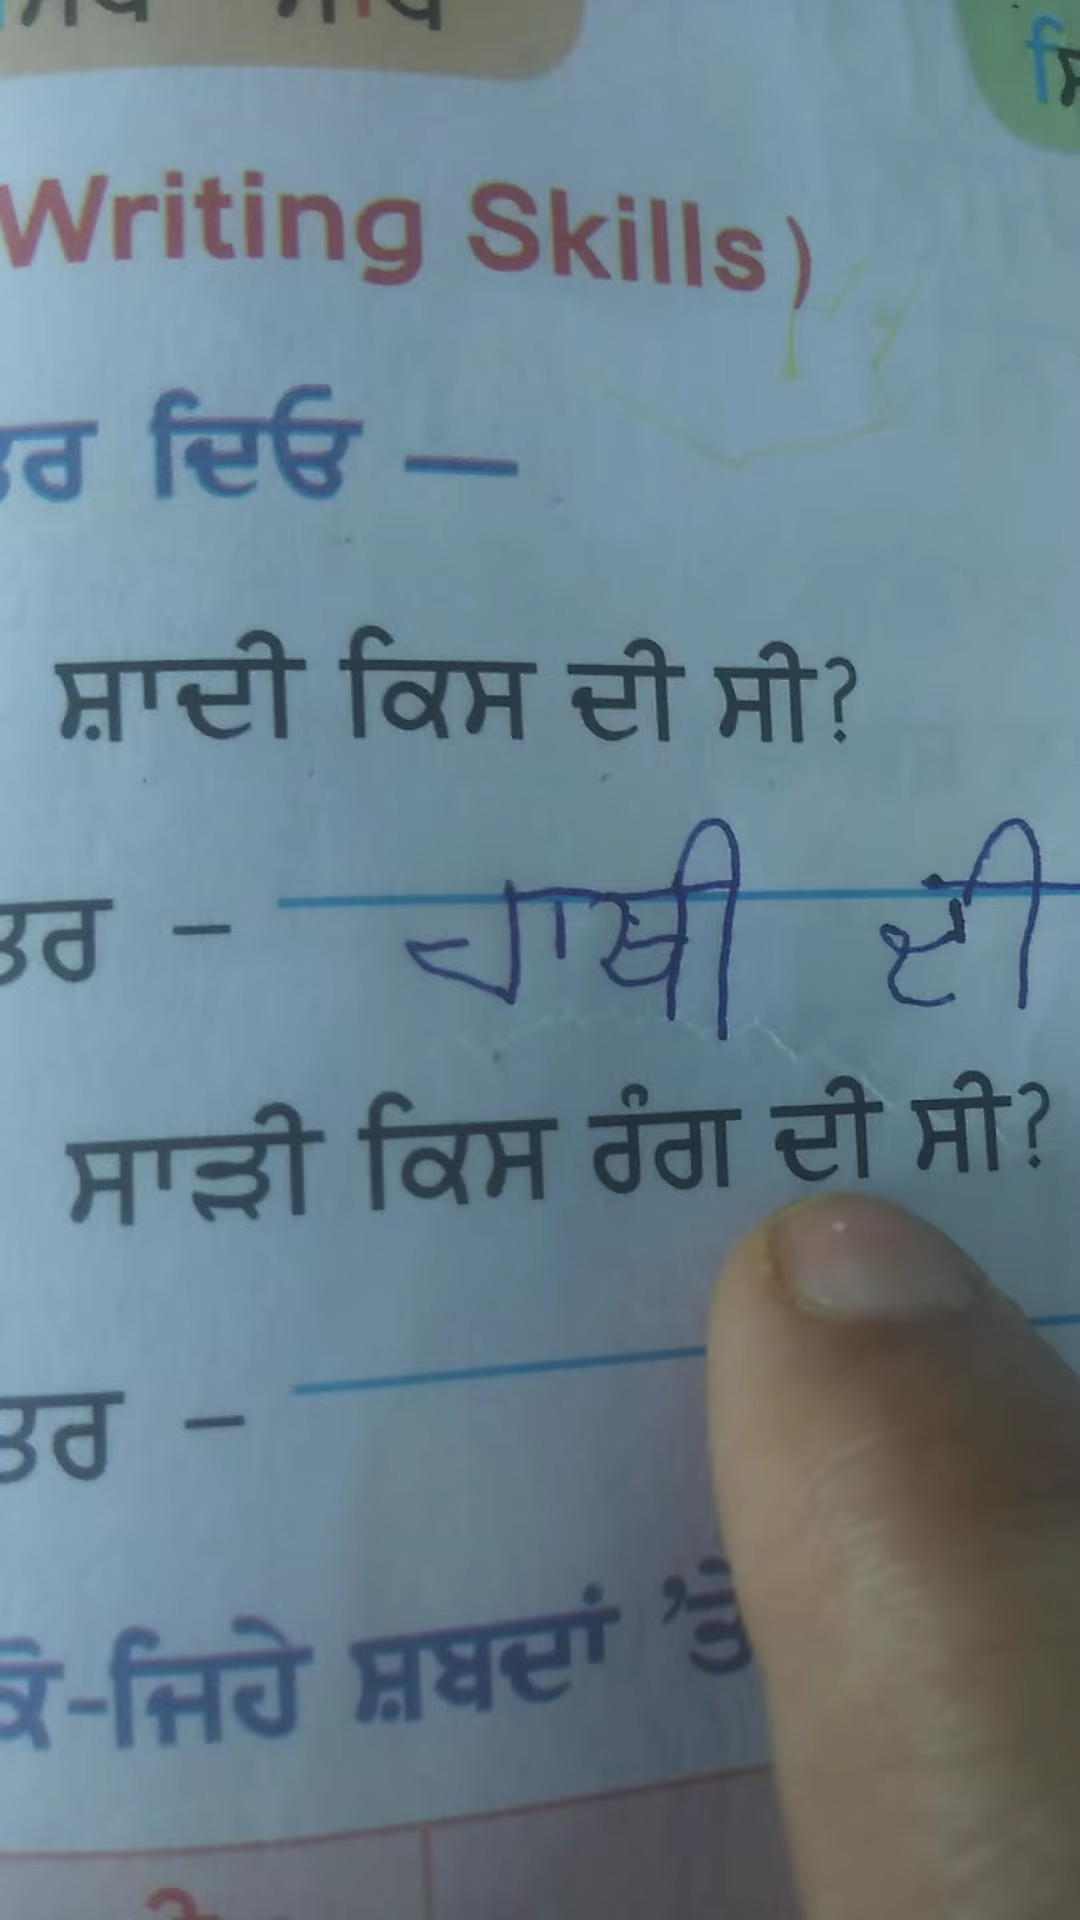 Writing Skills)
ਦਿਓ —
ਸ਼ਾਦੀ ਕਿਸ ਦੀ ਸੀ?
ਤਰ – ਰਾਖੀ ਦੀ
ਸਾੜੀ ਕਿਸ ਰੰਗ ਦੀ ਸੀ?
ਤਰ –
ਕੋ-ਜਿਹੇ ਸ਼ਬਦਾਂ 'ਤੇ